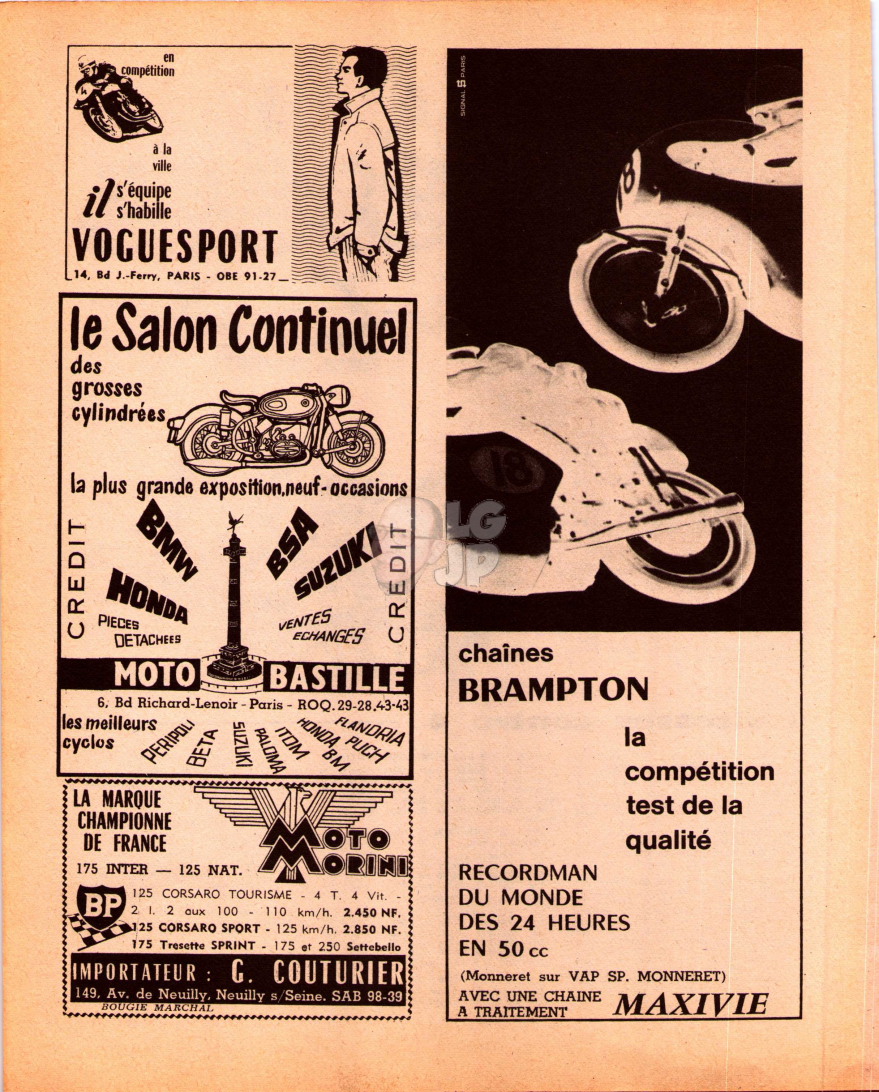 en
compétition
à la
ville
il s'équipe
s'habille
VOGUESPORT
14, Bd J.-Ferry, PARIS - OBE 91-27
le Salon Continuel
des
grosses
cylindrées
la plus grande exposition, neuf-occasions
CREDIT
BMW
BSA
SUZUKI
CREDIT
HONDA
PIECES
DETACHEES
VENTES
ECHANGES
MOTO BASTILLE
6, Bd Richard-Lenoir - Paris - ROQ. 29-28.43-43
les meilleurs
cyclos
PERIPOLI
BETA
SUZUKI
PALOMA
ITOM
HONDA
BM
FLANDRIA
PUCH
LA MARQUE
CHAMPIONNE
DE FRANCE
MOTO
MORINI
175 INTER — 125 NAT.
BP
125 CORSARO TOURISME - 4 T. 4 Vit. -
2 l. 2 aux 100 - 110 km/h. 2.450 NF.
125 CORSARO SPORT - 125 km/h. 2.850 NF.
175 Tresette SPRINT - 175 et 250 Settebello
IMPORTATEUR : G. COUTURIER
149, Av. de Neuilly, Neuilly s/Seine. SAB 98-39
BOUGIE MARCHAL
SIGNAL PARIS
18
18
LG
JP
chaînes
BRAMPTON
la
compétition
test de la
qualité
RECORDMAN
DU MONDE
DES 24 HEURES
EN 50 cc
(Monneret sur VAP SP. MONNERET)
AVEC UNE CHAINE
A TRAITEMENT MAXIVIE